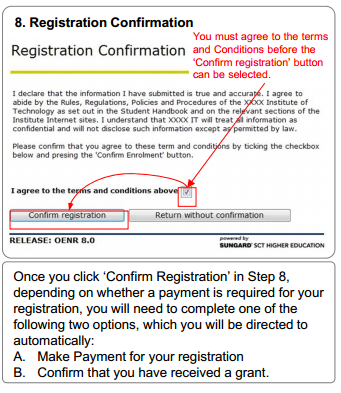 8. Registration Confirmation
You must agree to the terms
and Conditions before the
‘Confirm registration’ button
can be selected.
Registration Confirmation
I declare that the information I have submitted is true and accurate. I agree to
abide by the Rules, Regulations, Policies and Procedures of the XXXX Institute of
Technology as set out in the Student Handbook and on the relevant sections of the
Institute Internet sites. I understand that XXXX IT will treat all information as
confidential and will not disclose such information except as permitted by law.
Please confirm that you agree to these term and conditions by ticking the checkbox
below and presing the 'Confirm Enrolment' button.
I agree to the terms and conditions above
Confirm registration
Return without confirmation
RELEASE: OENR 8.0
powered by
SUNGARD' SCT HIGHER EDUCATION
Once you click ‘Confirm Registration’ in Step 8,
depending on whether a payment is required for your
registration, you will need to complete one of the
following two options, which you will be directed to
automatically:
A. Make Payment for your registration
B. Confirm that you have received a grant.